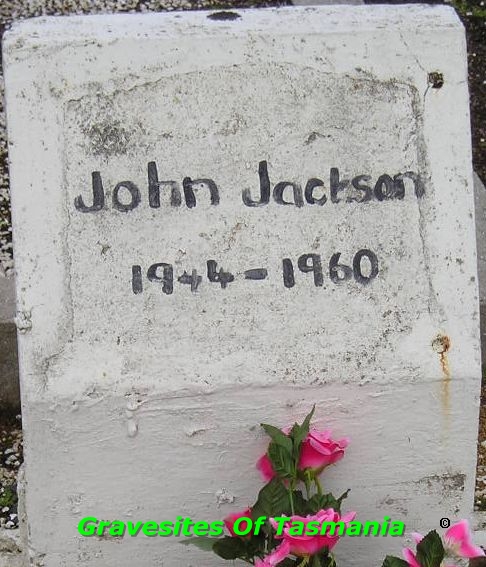 John Jackson
1944 - 1960
Gravesites Of Tasmania ©